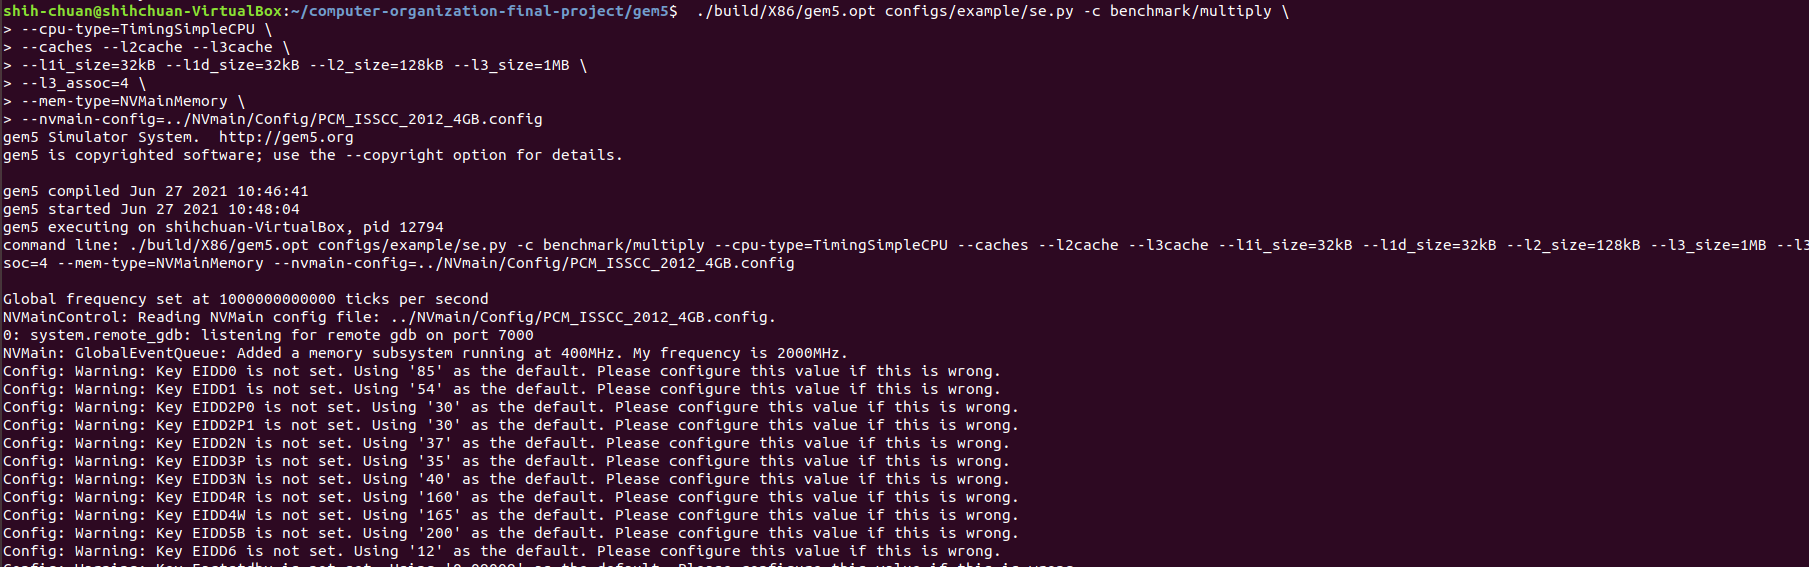 shih-chuan@shihchuan-VirtualBox:~/computer-organization-final-project/gem5$ ./build/X86/gem5.opt configs/example/se.py -c benchmark/multiply \
> --cpu-type=TimingSimpleCPU \
> --caches --l2cache --l3cache \
> --l1i_size=32kB --l1d_size=32kB --l2_size=128kB --l3_size=1MB \
> --l3_assoc=4 \
> --mem-type=NVMainMemory \
> --nvmain-config=../NVmain/Config/PCM_ISSCC_2012_4GB.config
gem5 Simulator System.  http://gem5.org
gem5 is copyrighted software; use the --copyright option for details.
gem5 compiled Jun 27 2021 10:46:41
gem5 started Jun 27 2021 10:48:04
gem5 executing on shihchuan-VirtualBox, pid 12794
command line: ./build/X86/gem5.opt configs/example/se.py -c benchmark/multiply --cpu-type=TimingSimpleCPU --caches --l2cache --l3cache --l1i_size=32kB --l1d_size=32kB --l2_size=128kB --l3_size=1MB --l3
soc=4 --mem-type=NVMainMemory --nvmain-config=../NVmain/Config/PCM_ISSCC_2012_4GB.config
Global frequency set at 1000000000000 ticks per second
NVMainControl: Reading NVMain config file: ../NVmain/Config/PCM_ISSCC_2012_4GB.config.
0: system.remote_gdb: listening for remote gdb on port 7000
NVMain: GlobalEventQueue: Added a memory subsystem running at 400MHz. My frequency is 2000MHz.
Config: Warning: Key EIDD0 is not set. Using '85' as the default. Please configure this value if this is wrong.
Config: Warning: Key EIDD1 is not set. Using '54' as the default. Please configure this value if this is wrong.
Config: Warning: Key EIDD2P0 is not set. Using '30' as the default. Please configure this value if this is wrong.
Config: Warning: Key EIDD2P1 is not set. Using '30' as the default. Please configure this value if this is wrong.
Config: Warning: Key EIDD2N is not set. Using '37' as the default. Please configure this value if this is wrong.
Config: Warning: Key EIDD3P is not set. Using '35' as the default. Please configure this value if this is wrong.
Config: Warning: Key EIDD3N is not set. Using '40' as the default. Please configure this value if this is wrong.
Config: Warning: Key EIDD4R is not set. Using '160' as the default. Please configure this value if this is wrong.
Config: Warning: Key EIDD4W is not set. Using '165' as the default. Please configure this value if this is wrong.
Config: Warning: Key EIDD5B is not set. Using '200' as the default. Please configure this value if this is wrong.
Config: Warning: Key EIDD6 is not set. Using '12' as the default. Please configure this value if this is wrong.